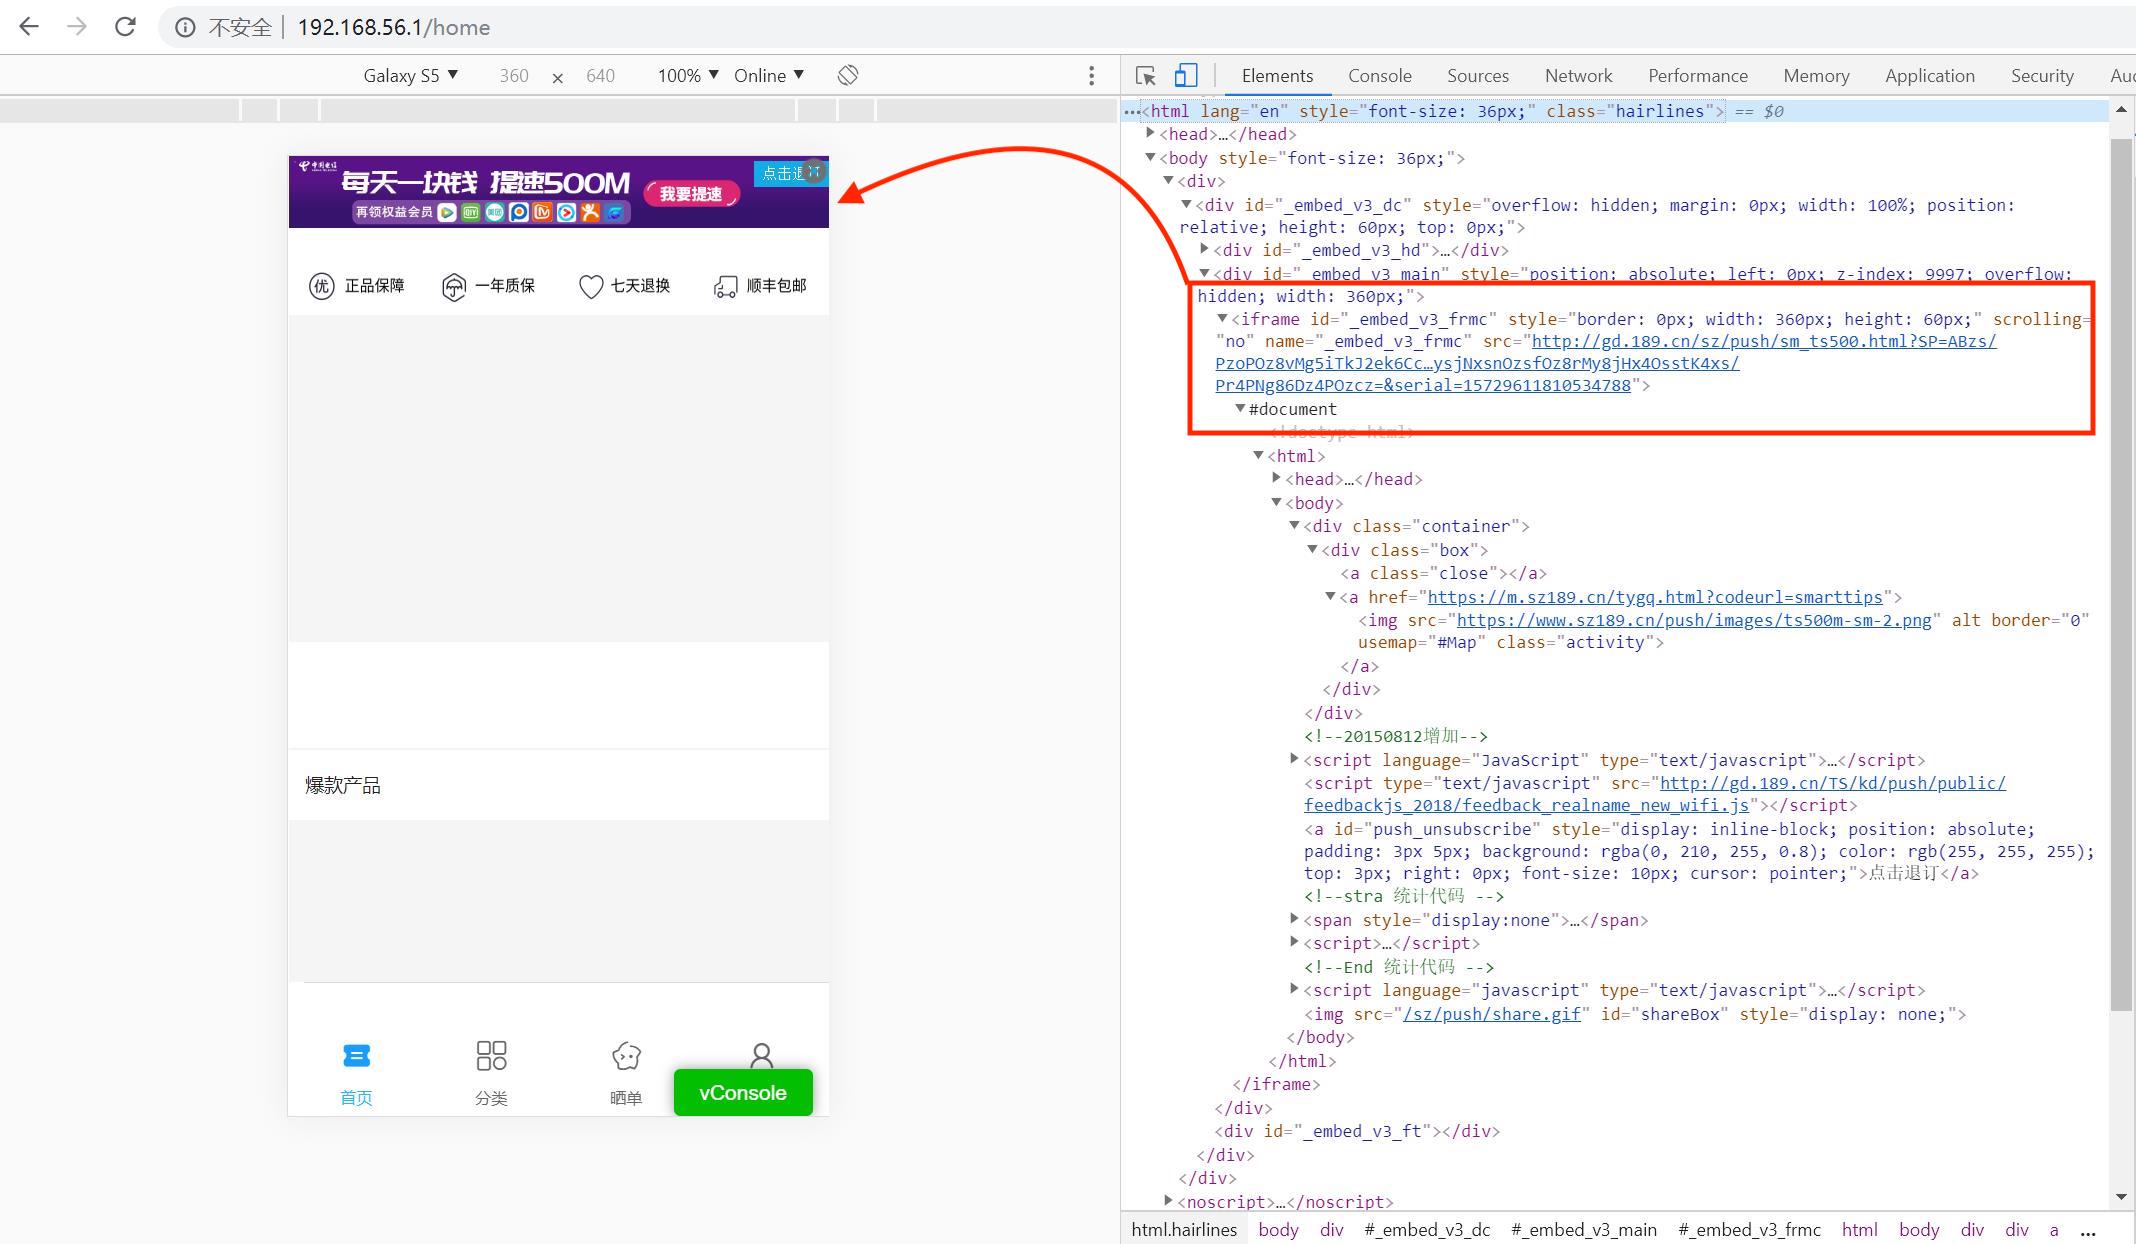 不安全 | 192.168.56.1/home
Galaxy S5 ▼ 360 × 640 100% ▼ Online ▼
Elements Console Sources Network Performance Memory Application Security Au
中国电信
每天一块钱 提速500M
我要提速
点击退订
再领权益会员
正品保障 一年质保 七天退换 顺丰包邮
爆款产品
首页 分类 晒单
vConsole
…<html lang="en" style="font-size: 36px;" class="hairlines"> == $0
▶<head>…</head>
▼<body style="font-size: 36px;">
▼<div>
▼<div id="_embed_v3_dc" style="overflow: hidden; margin: 0px; width: 100%; position:
relative; height: 60px; top: 0px;">
▶<div id="_embed_v3_hd">…</div>
▼<div id="_embed_v3_main" style="position: absolute; left: 0px; z-index: 9997; overflow:
hidden; width: 360px;">
▼<iframe id="_embed_v3_frmc" style="border: 0px; width: 360px; height: 60px;" scrolling=
"no" name="_embed_v3_frmc" src="http://gd.189.cn/sz/push/sm_ts500.html?SP=ABzs/
PzoPOz8vMg5iTkJ2ek6Cc…ysjNxsnOzsfOz8rMy8jHx4OsstK4xs/
Pr4PNg86Dz4POzcz=&serial=15729611810534788">
▼#document
<!doctype html>
▼<html>
▶<head>…</head>
▼<body>
▼<div class="container">
▼<div class="box">
<a class="close"></a>
▼<a href="https://m.sz189.cn/tygq.html?codeurl=smarttips">
<img src="https://www.sz189.cn/push/images/ts500m-sm-2.png" alt border="0"
usemap="#Map" class="activity">
</a>
</div>
</div>
<!--20150812增加-->
▶<script language="JavaScript" type="text/javascript">…</script>
<script type="text/javascript" src="http://gd.189.cn/TS/kd/push/public/
feedbackjs_2018/feedback_realname_new_wifi.js"></script>
<a id="push_unsubscribe" style="display: inline-block; position: absolute;
padding: 3px 5px; background: rgba(0, 210, 255, 0.8); color: rgb(255, 255, 255);
top: 3px; right: 0px; font-size: 10px; cursor: pointer;">点击退订</a>
<!--stra 统计代码 -->
▶<span style="display:none">…</span>
▶<script>…</script>
<!--End 统计代码 -->
▶<script language="javascript" type="text/javascript">…</script>
<img src="/sz/push/share.gif" id="shareBox" style="display: none;">
</body>
</html>
</iframe>
</div>
<div id="_embed_v3_ft"></div>
</div>
</div>
▶<noscript>…</noscript>
html.hairlines body div #_embed_v3_dc #_embed_v3_main #_embed_v3_frmc html body div div a …